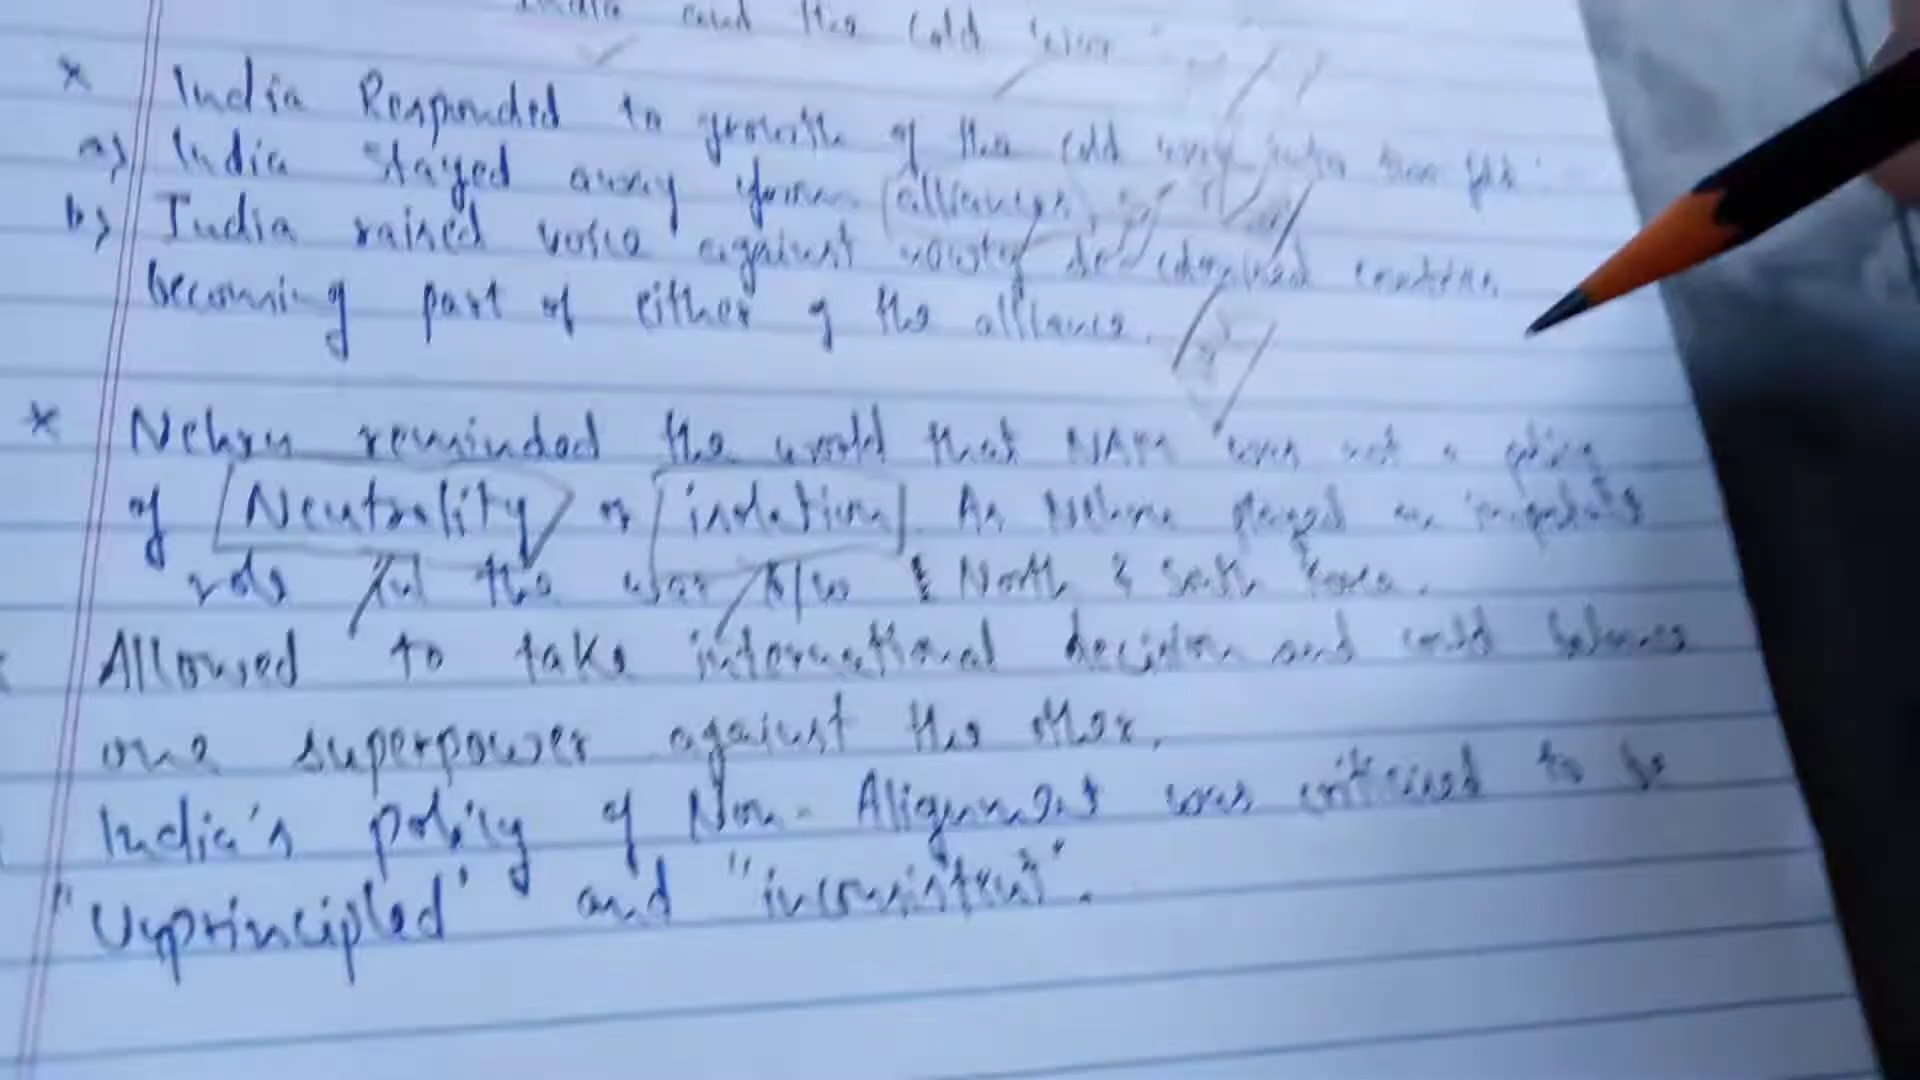 India and the Cold war
* India Responded to growth of the cold war into two folds
a) India stayed away from alliances
b) India raised voice against newly decolonised countries
becoming part of either of the alliance.
* Nehru reminded the world that NAM was not a policy
of Neutrality or isolation. As Nehru played an important
role in the war b/w North & South Korea.
Allowed to take international decision and could balance
one superpower against the other.
India's policy of Non-Alignment was criticised to be
"Unprincipled" and "inconsistent".